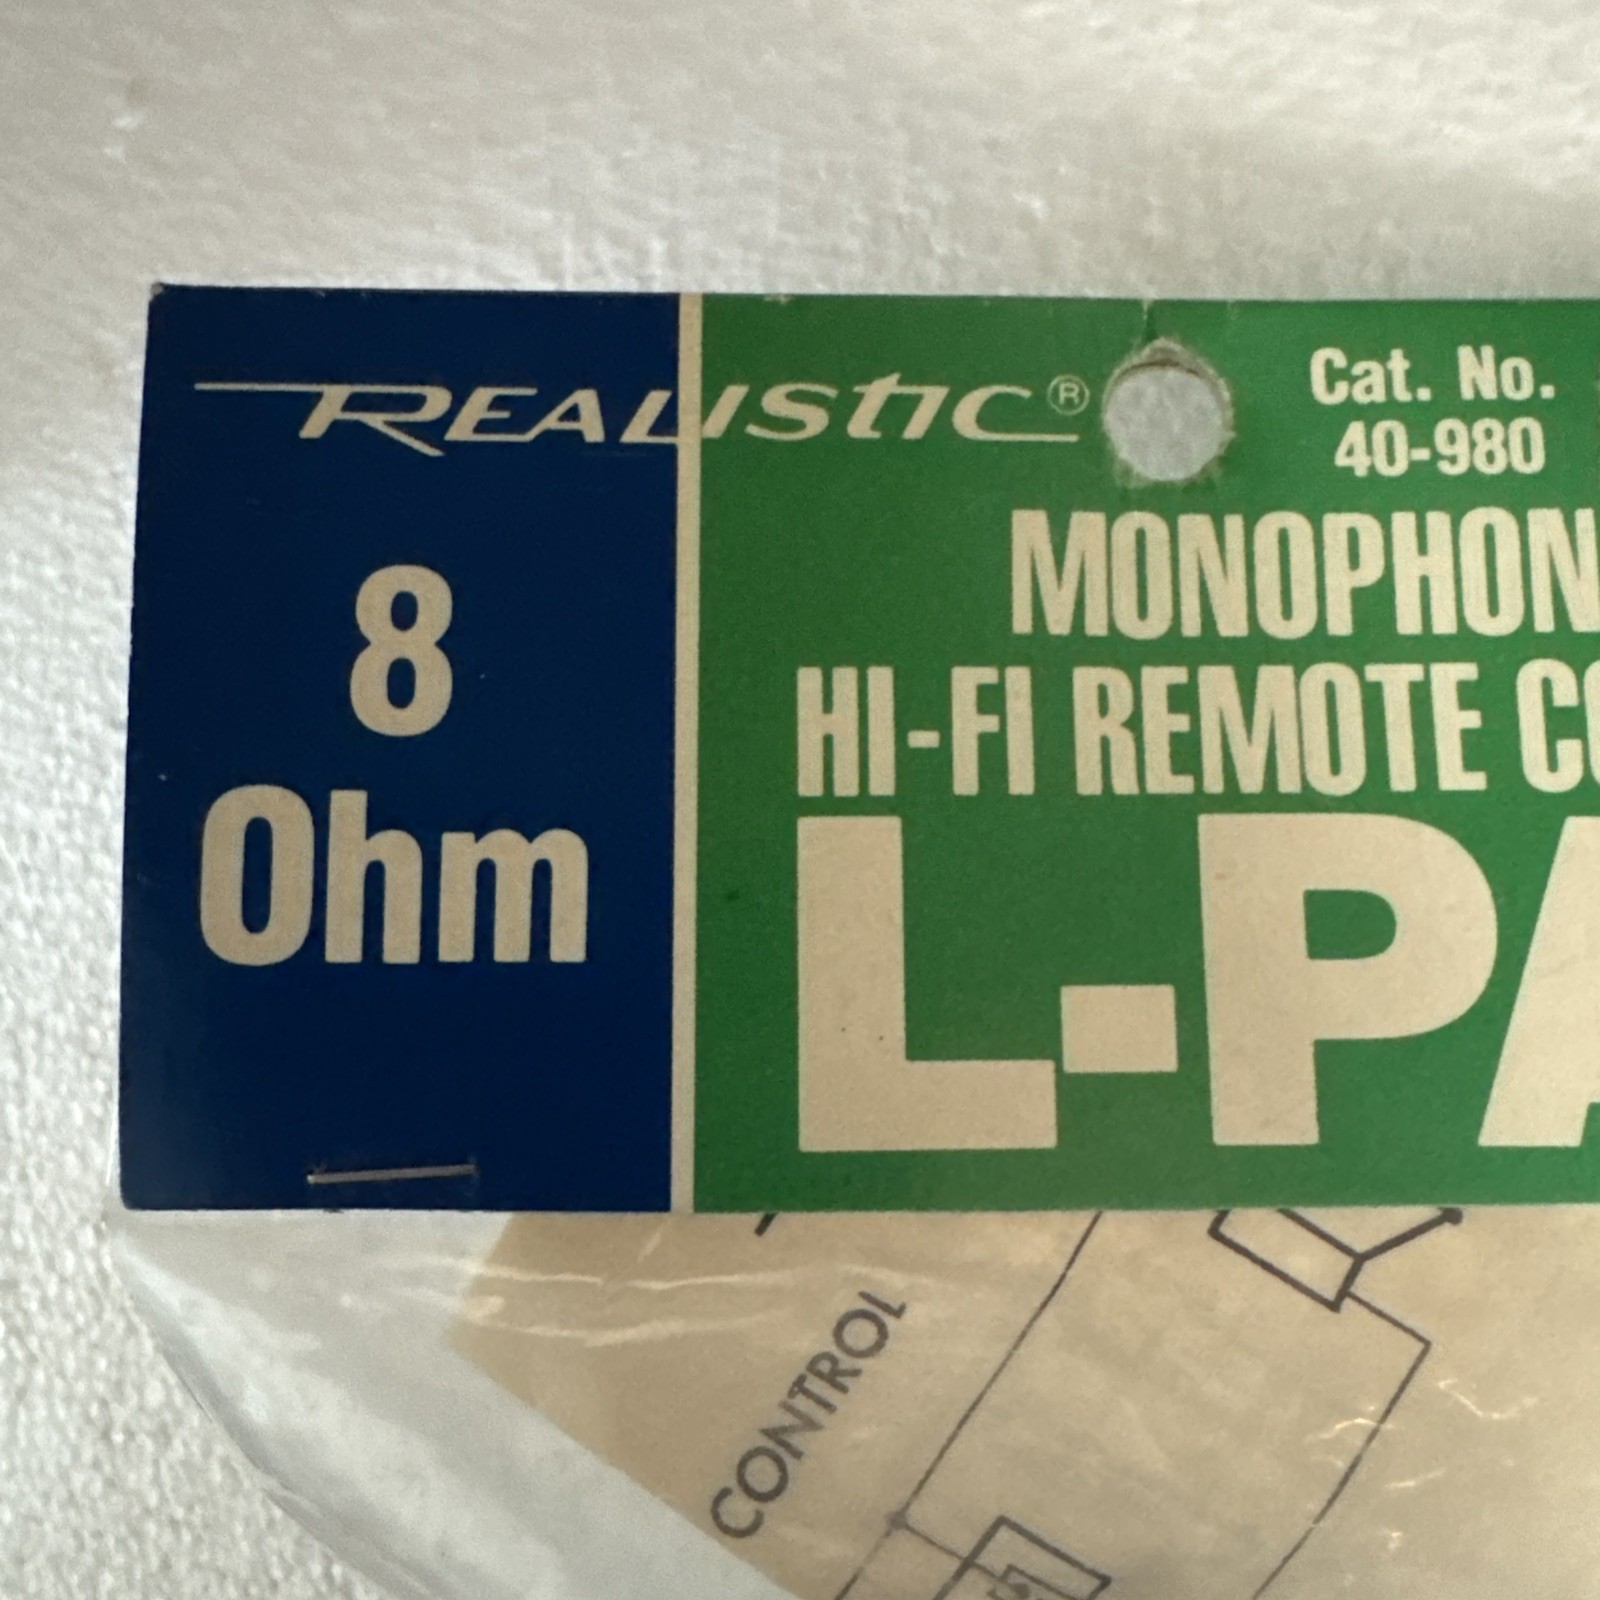 REALISTIC®
8
Ohm
Cat. No.
40-980
MONOPHON
HI-FI REMOTE CO
L-PA
CONTROL